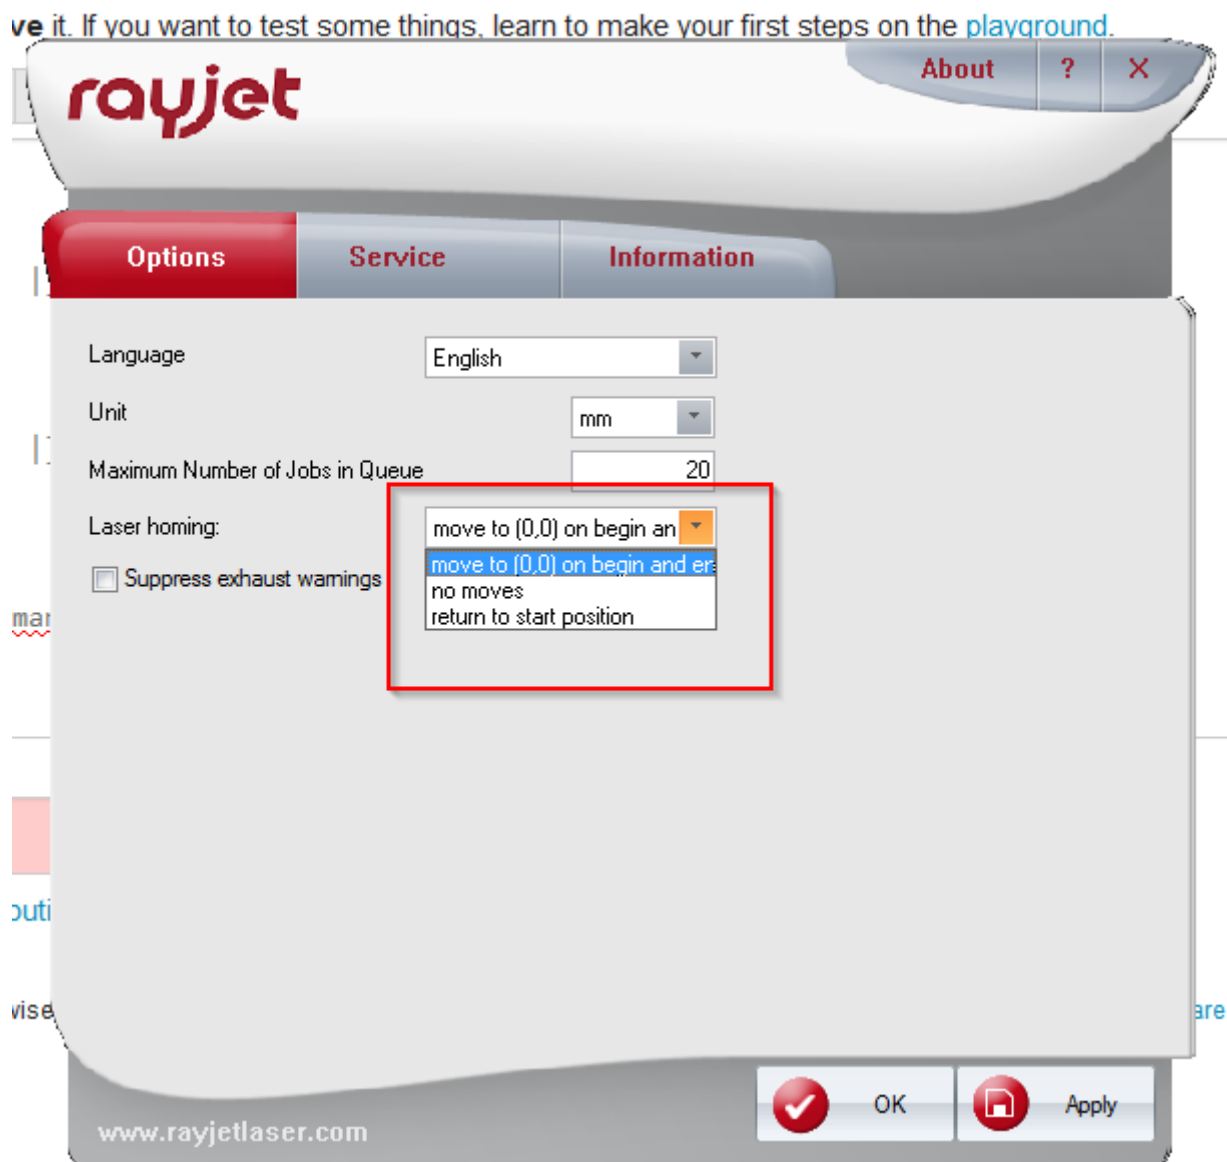 ve it. If you want to test some things, learn to make your first steps on the playground.
rayjet
About ? X
Options Service Information
Language English
Unit mm
Maximum Number of Jobs in Queue 20
Laser homing: move to (0,0) on begin an
move to (0,0) on begin and en
Suppress exhaust warnings
no moves
return to start position
mar
outi
wise
are
OK Apply
www.rayjetlaser.com